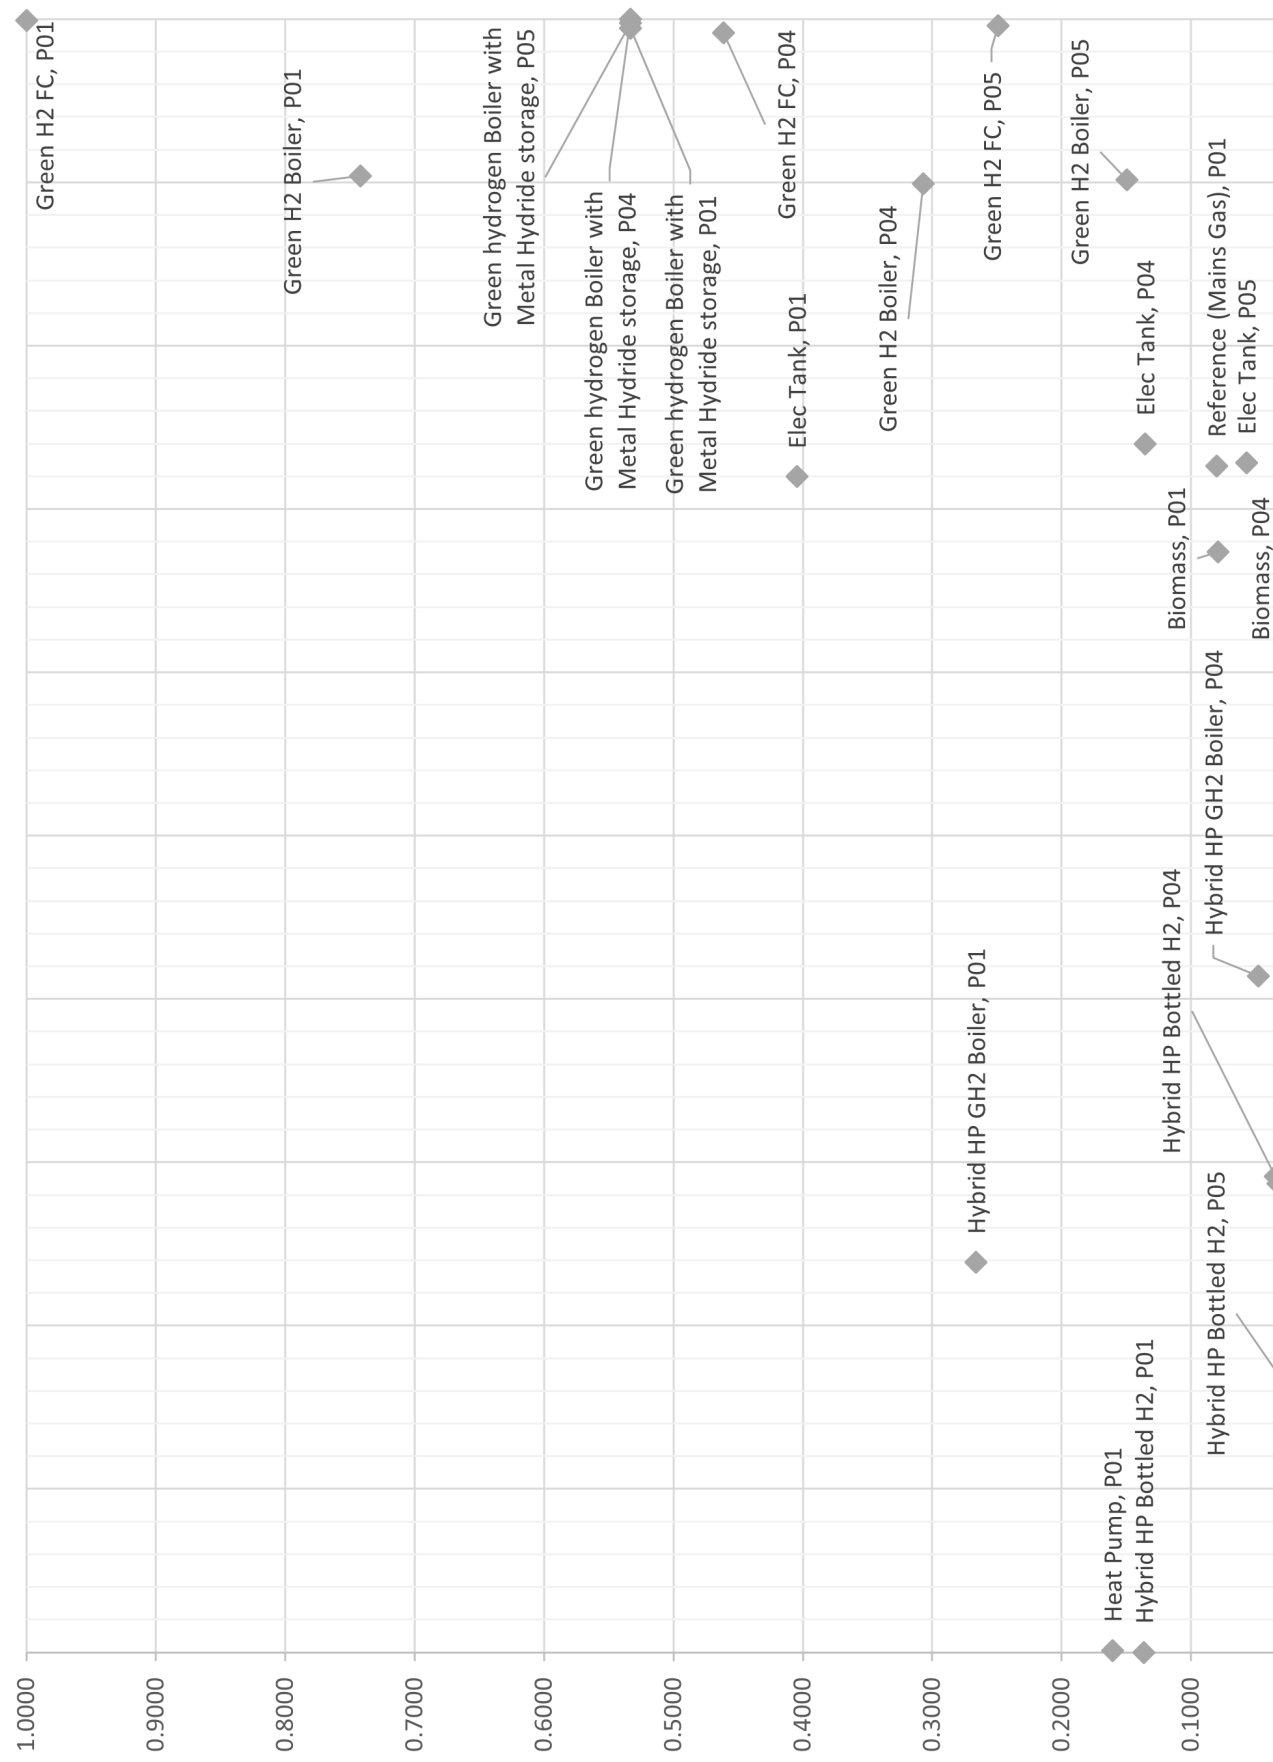 1.0000
0.9000
0.8000
0.7000
0.6000
0.5000
0.4000
0.3000
0.2000
0.1000
Green H2 FC, P01
Green H2 Boiler, P01
Green hydrogen Boiler with
Metal Hydride storage, P05
Green hydrogen Boiler with
Metal Hydride storage, P04
Green hydrogen Boiler with
Metal Hydride storage, P01
Green H2 FC, P04
Elec Tank, P01
Green H2 Boiler, P04
Green H2 FC, P05
Hybrid HP GH2 Boiler, P01
Green H2 Boiler, P05
Heat Pump, P01
Hybrid HP Bottled H2, P01
Elec Tank, P04
Hybrid HP Bottled H2, P04
Biomass, P01
Hybrid HP Bottled H2, P05
Hybrid HP GH2 Boiler, P04
Reference (Mains Gas), P01
Elec Tank, P05
Biomass, P04